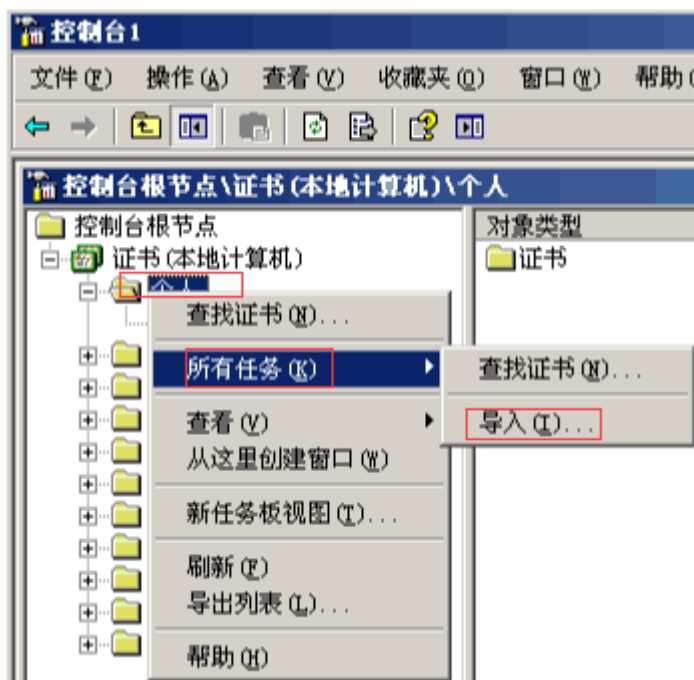 控制台1
文件(F) 操作(A) 查看(V) 收藏夹(O) 窗口(W) 帮助(
控制台根节点\证书(本地计算机)\个人
控制台根节点
对象类型
证书(本地计算机)
证书
个人
查找证书(N)...
所有任务(K)
查找证书(N)...
查看(V)
导入(I)...
从这里创建窗口(W)
新任务板视图(T)...
刷新(F)
导出列表(L)...
帮助(H)